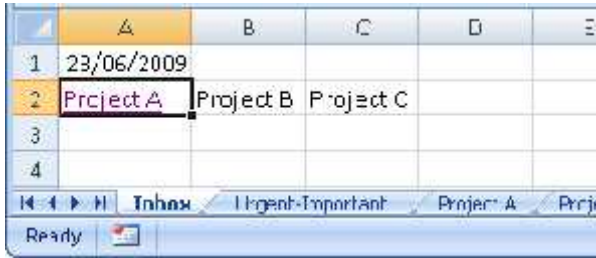 A B C D E
1 23/06/2009
2 Project A Project B Project C
3
4
Inbox Urgent-Important Project A
Ready